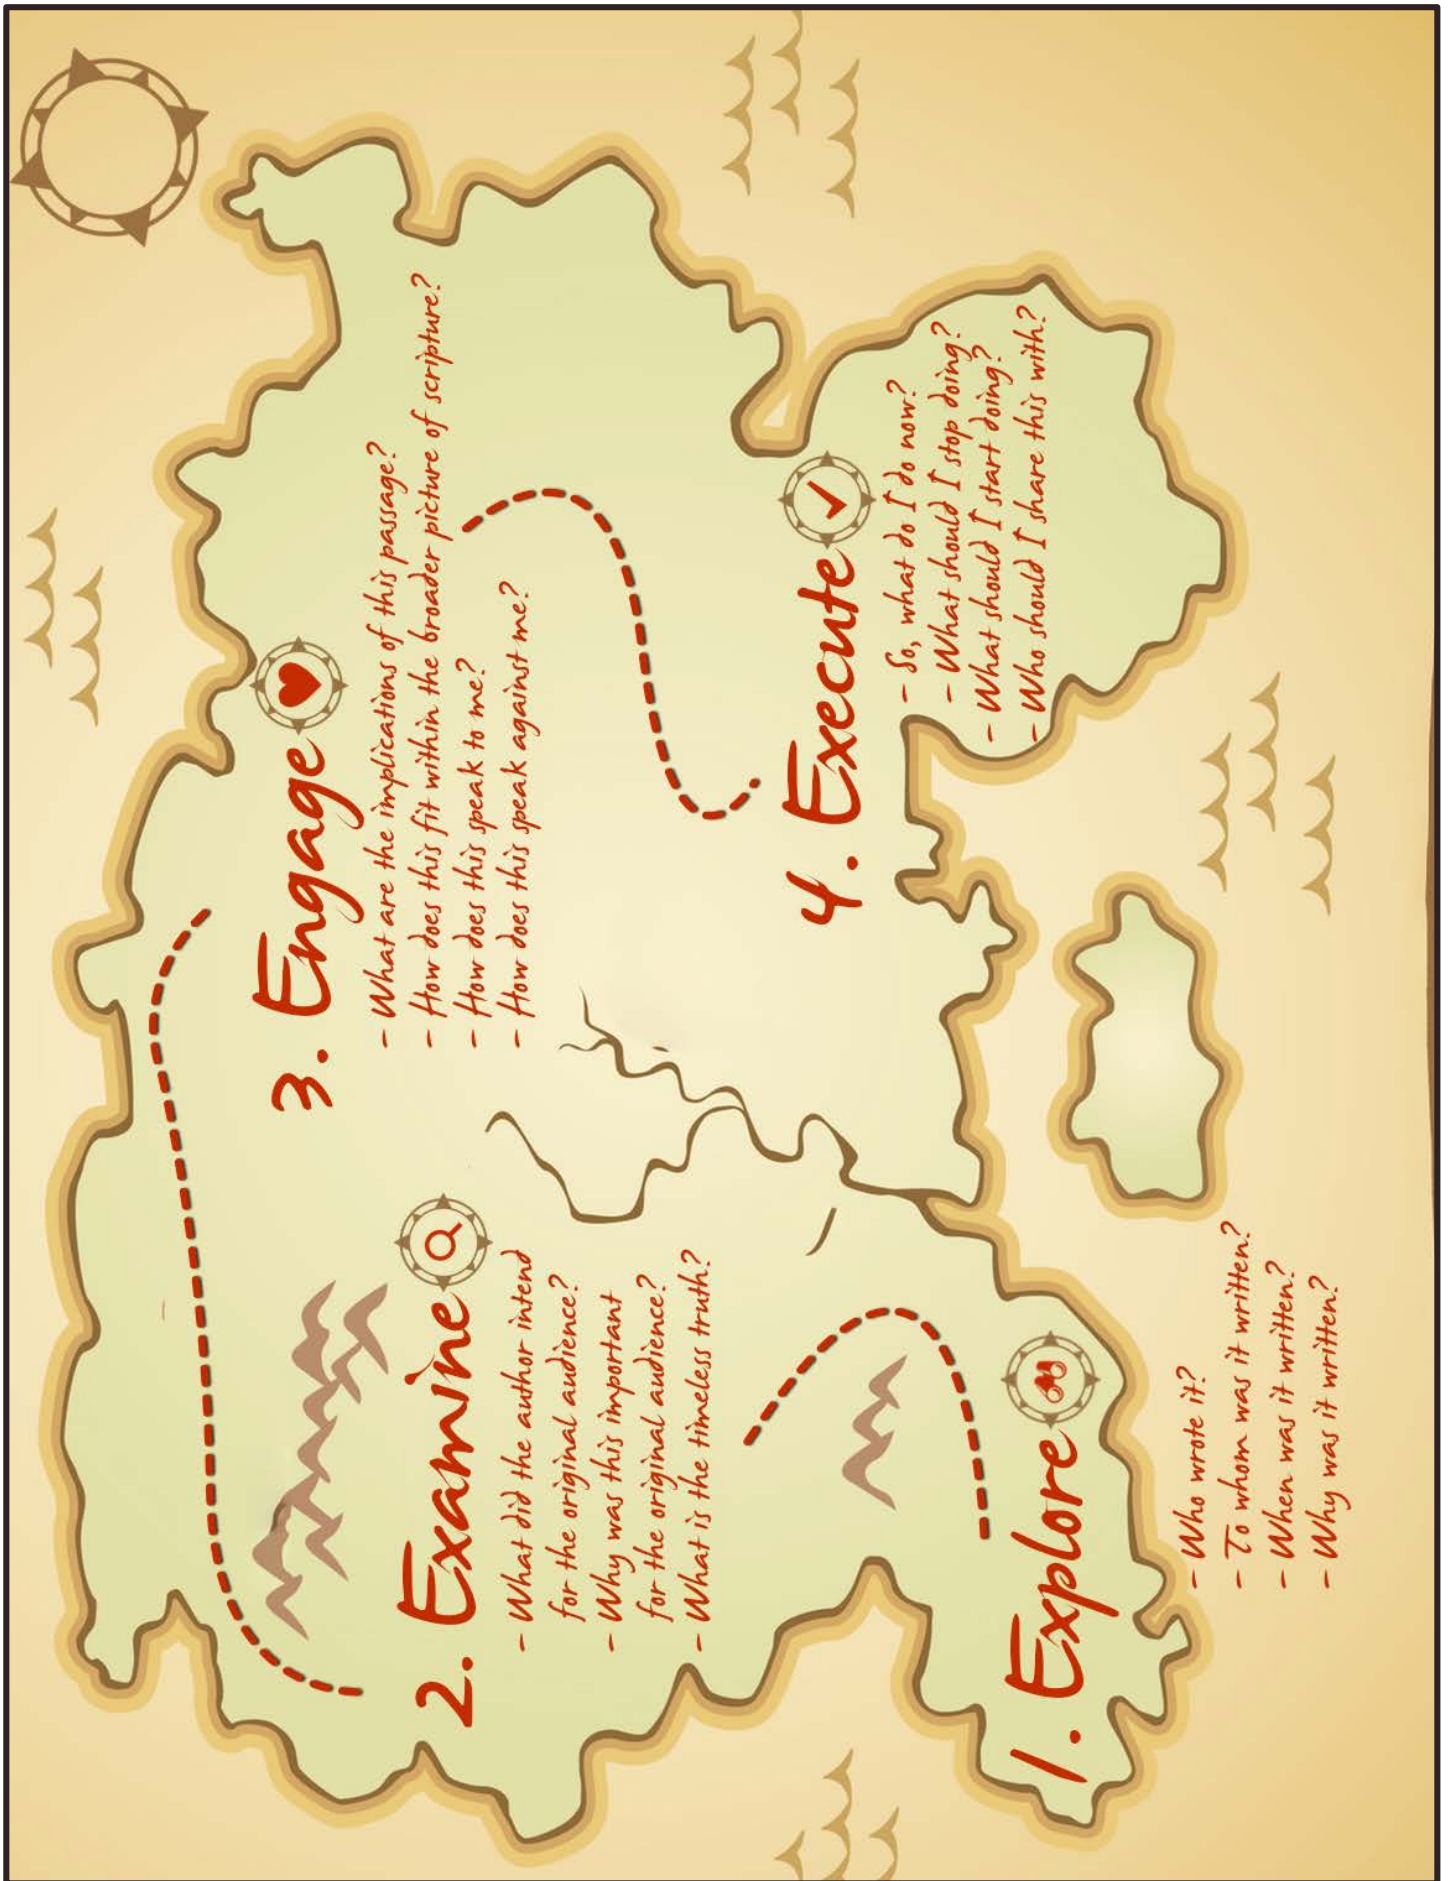 1. Explore
- Who wrote it?
- To whom was it written?
- When was it written?
- Why was it written?
2. Examine
- What did the author intend
for the original audience?
- Why was this important
for the original audience?
- What is the timeless truth?
3. Engage
- What are the implications of this passage?
- How does this fit within the broader picture of scripture?
- How does this speak to me?
- How does this speak against me?
4. Execute
- So, what do I do now?
- What should I stop doing?
- What should I start doing?
- Who should I share this with?